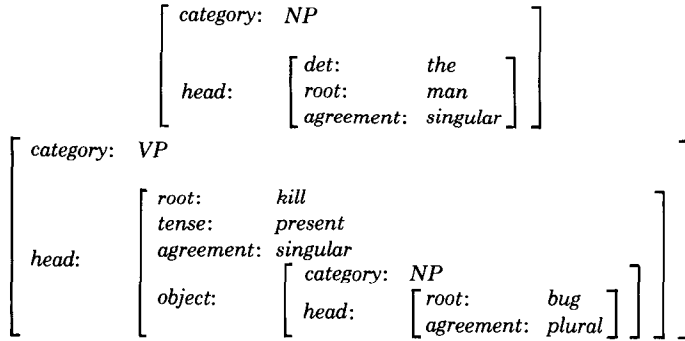 category: NP
det: the
head: root: man
agreement: singular
category: VP
root: kill
tense: present
agreement: singular
head:
category: NP
object: head: root: bug
agreement: plural